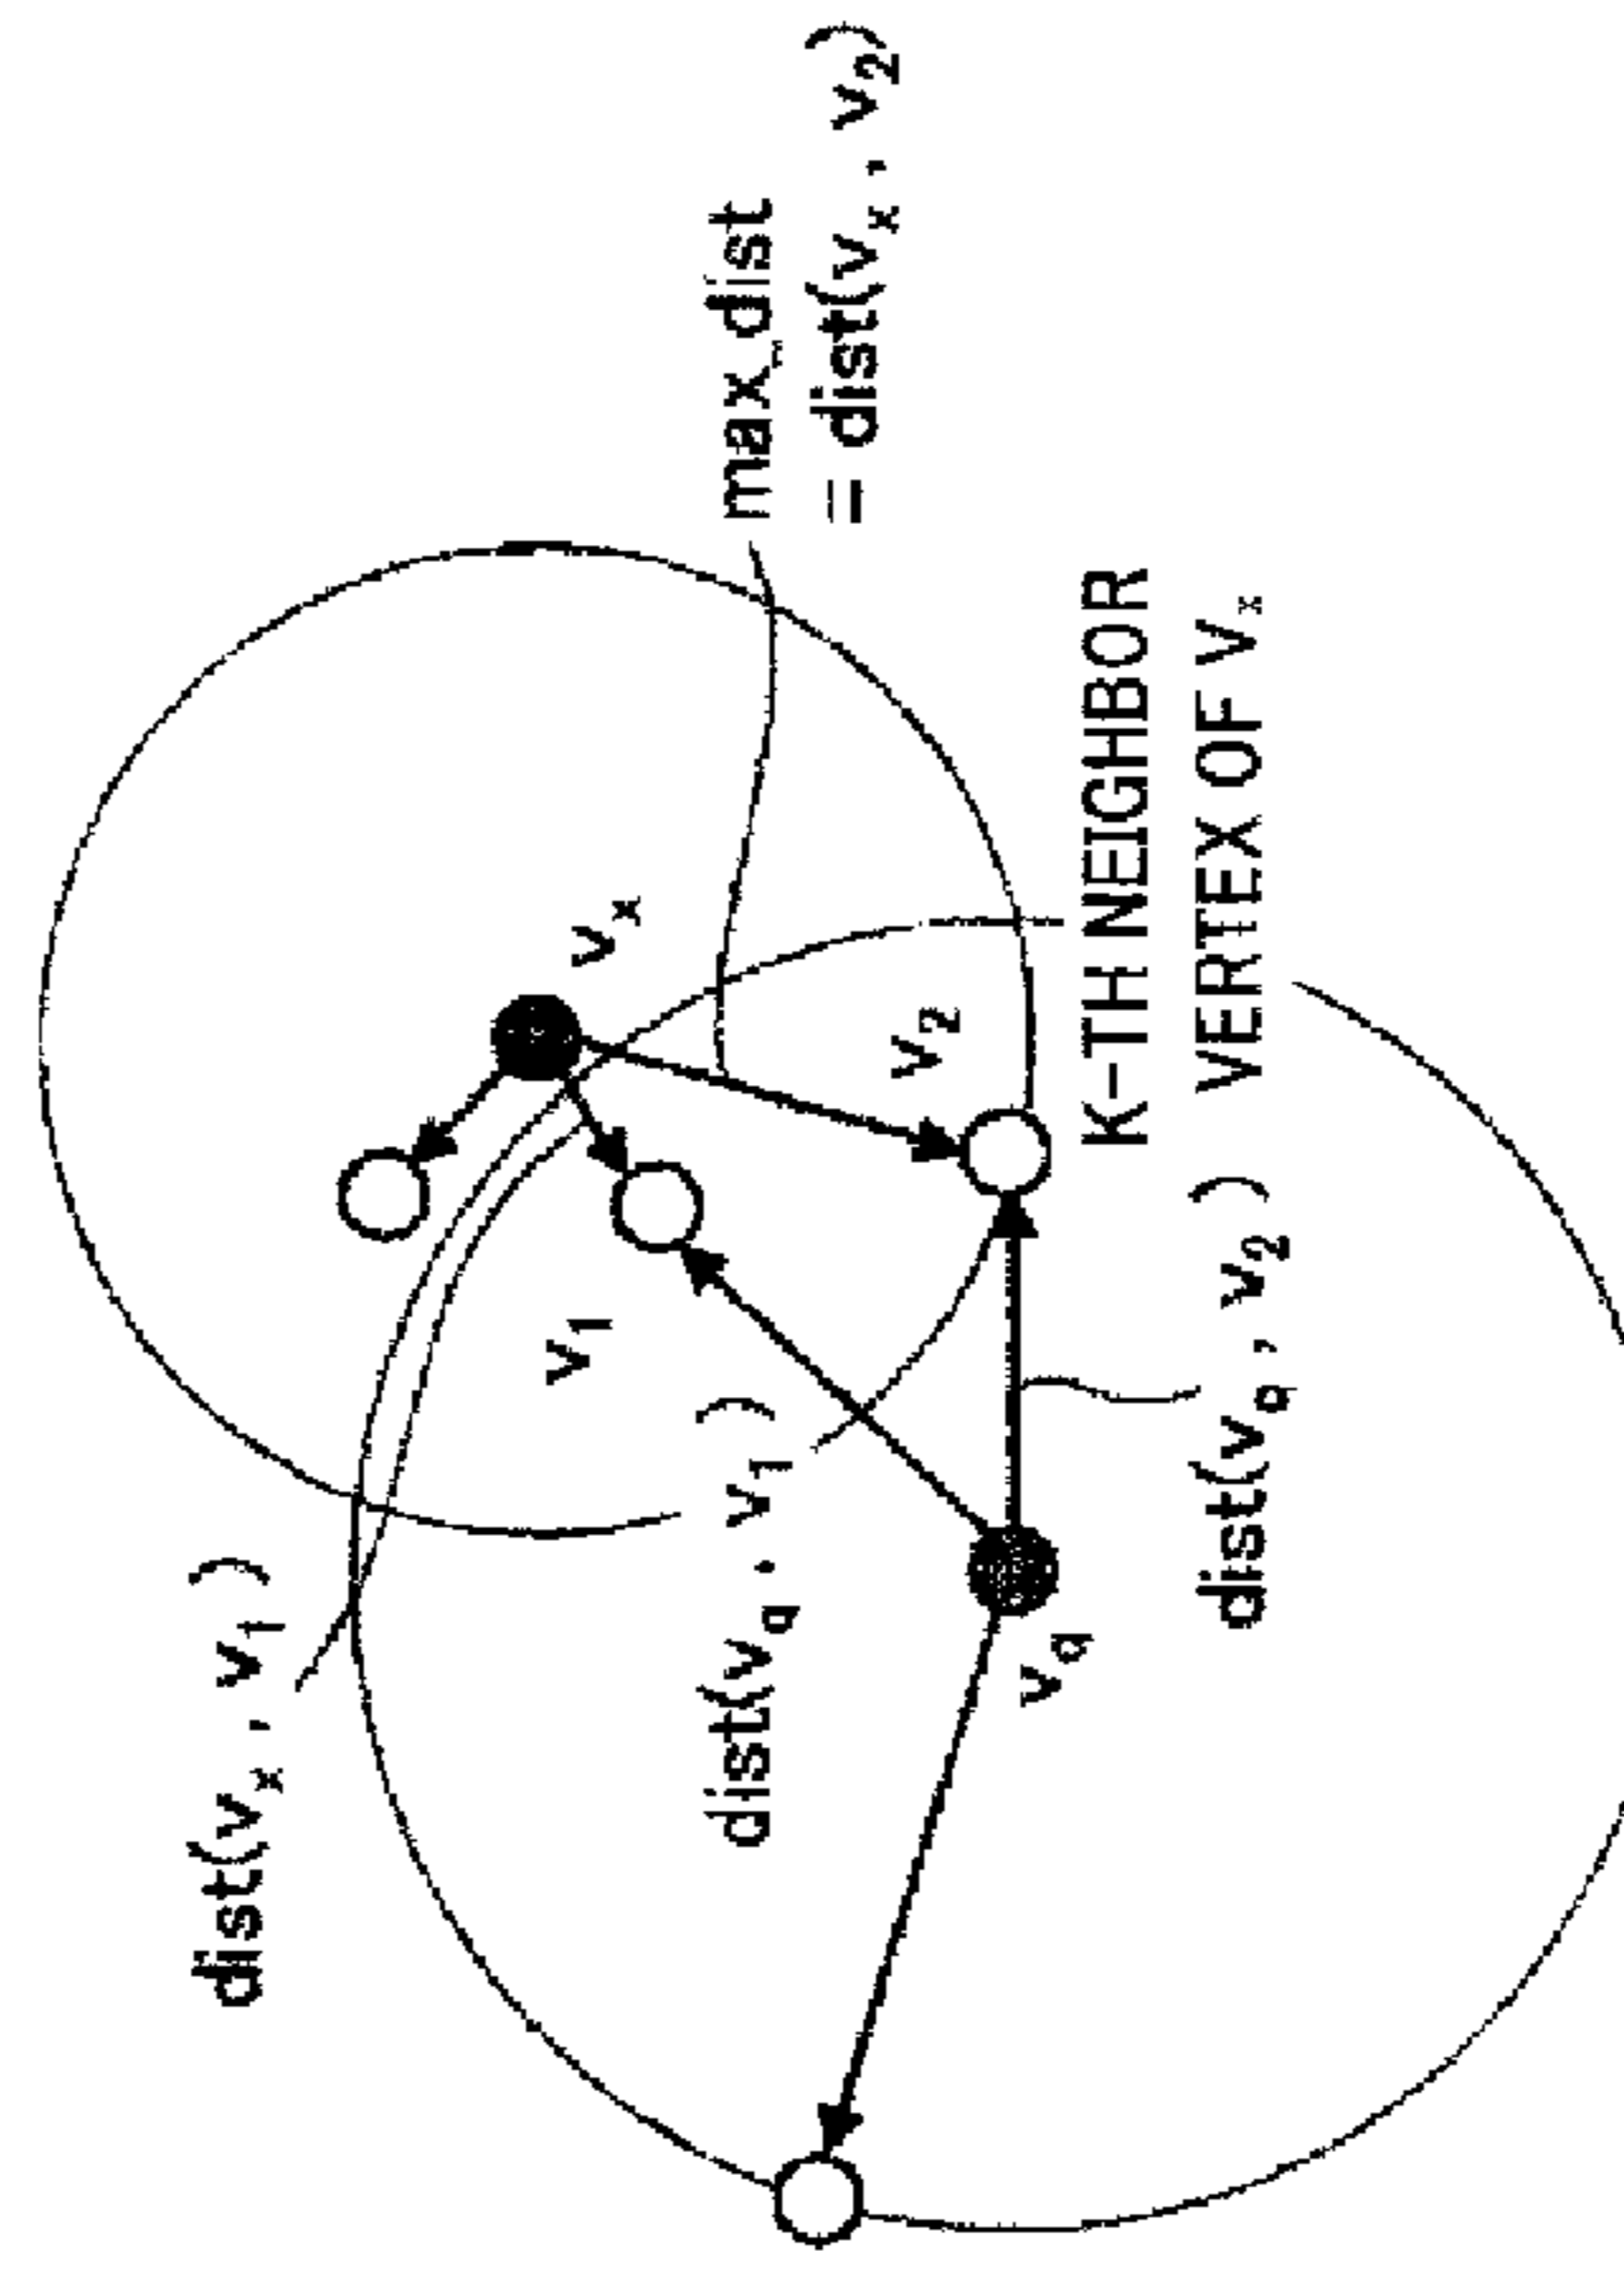 dist(vx , v1 )
v1
dist(vq , v1 )
vx
max_dist
= dist(vx , v2 )
v2
vq
K-TH NEIGHBOR
VERTEX OF Vx
dist(vq , v2 )